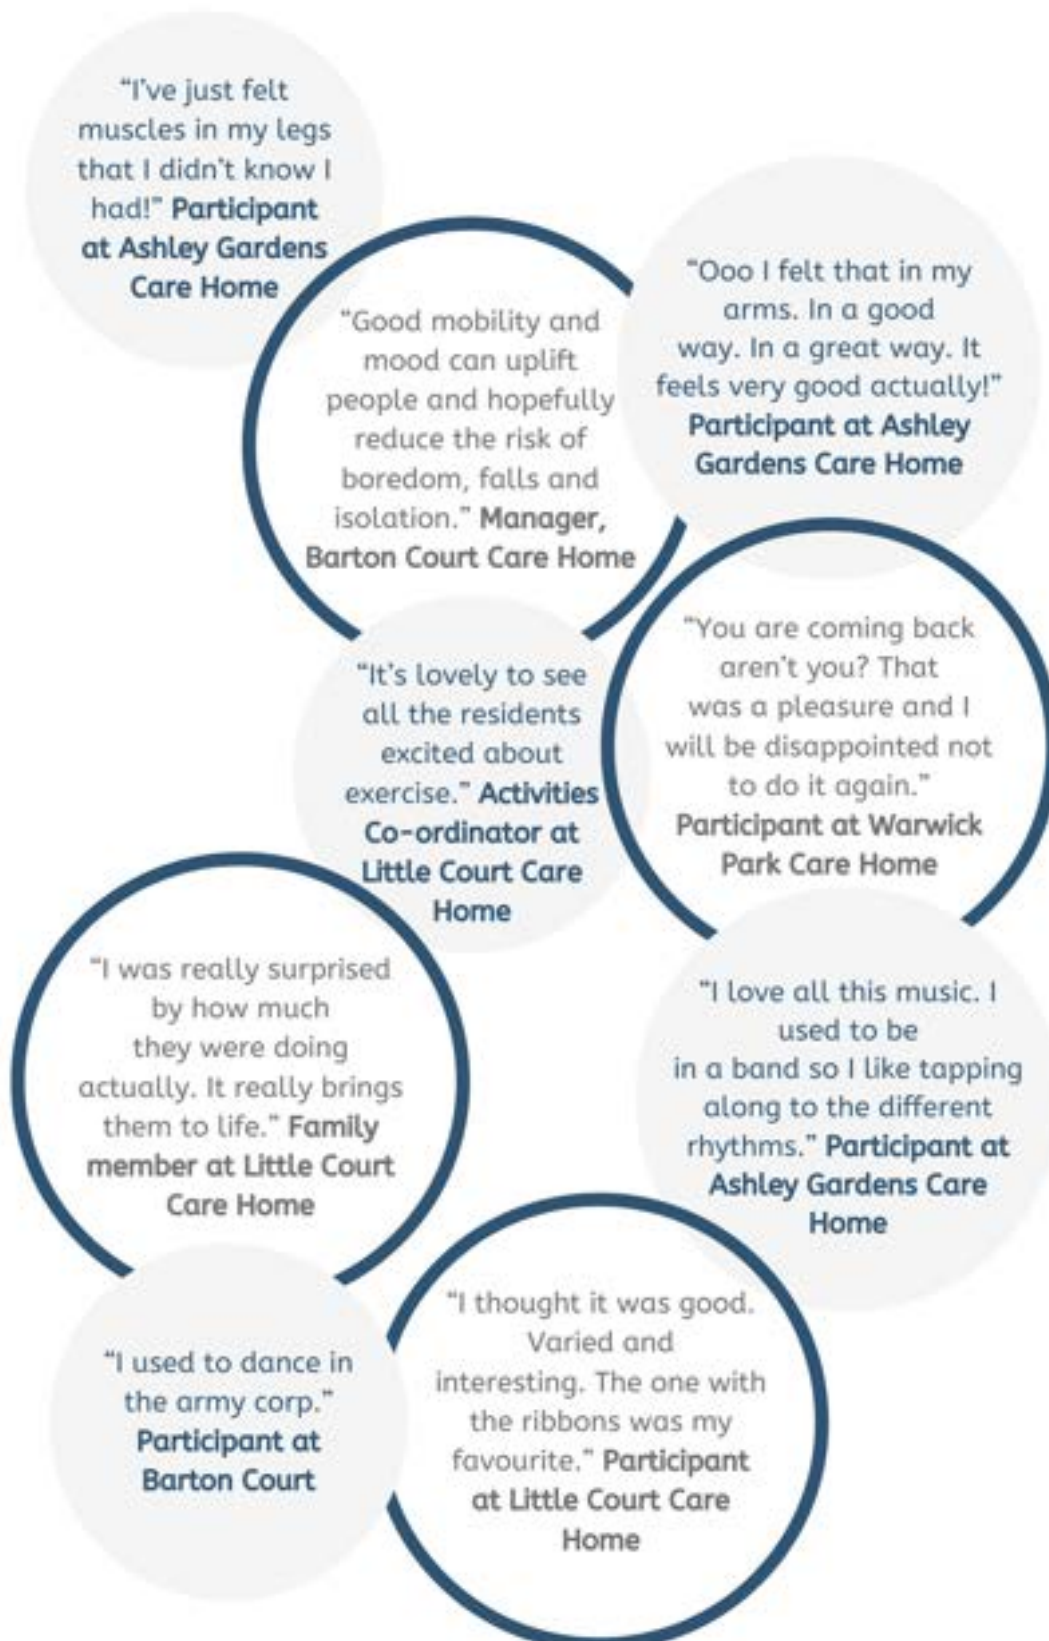 “I’ve just felt
muscles in my legs
that I didn’t know I
had!” Participant
at Ashley Gardens
Care Home
“Good mobility and
mood can uplift
people and hopefully
reduce the risk of
boredom, falls and
isolation.” Manager,
Barton Court Care Home
“Ooo I felt that in my
arms. In a good
way. In a great way. It
feels very good actually!”
Participant at Ashley
Gardens Care Home
“It’s lovely to see
all the residents
excited about
exercise.” Activities
Co-ordinator at
Little Court Care
Home
“You are coming back
aren’t you? That
was a pleasure and I
will be disappointed not
to do it again.”
Participant at Warwick
Park Care Home
“I was really surprised
by how much
they were doing
actually. It really brings
them to life.” Family
member at Little Court
Care Home
“I love all this music. I
used to be
in a band so I like tapping
along to the different
rhythms.” Participant at
Ashley Gardens Care
Home
“I used to dance in
the army corp.”
Participant at
Barton Court
“I thought it was good.
Varied and
interesting. The one with
the ribbons was my
favourite.” Participant
at Little Court Care
Home